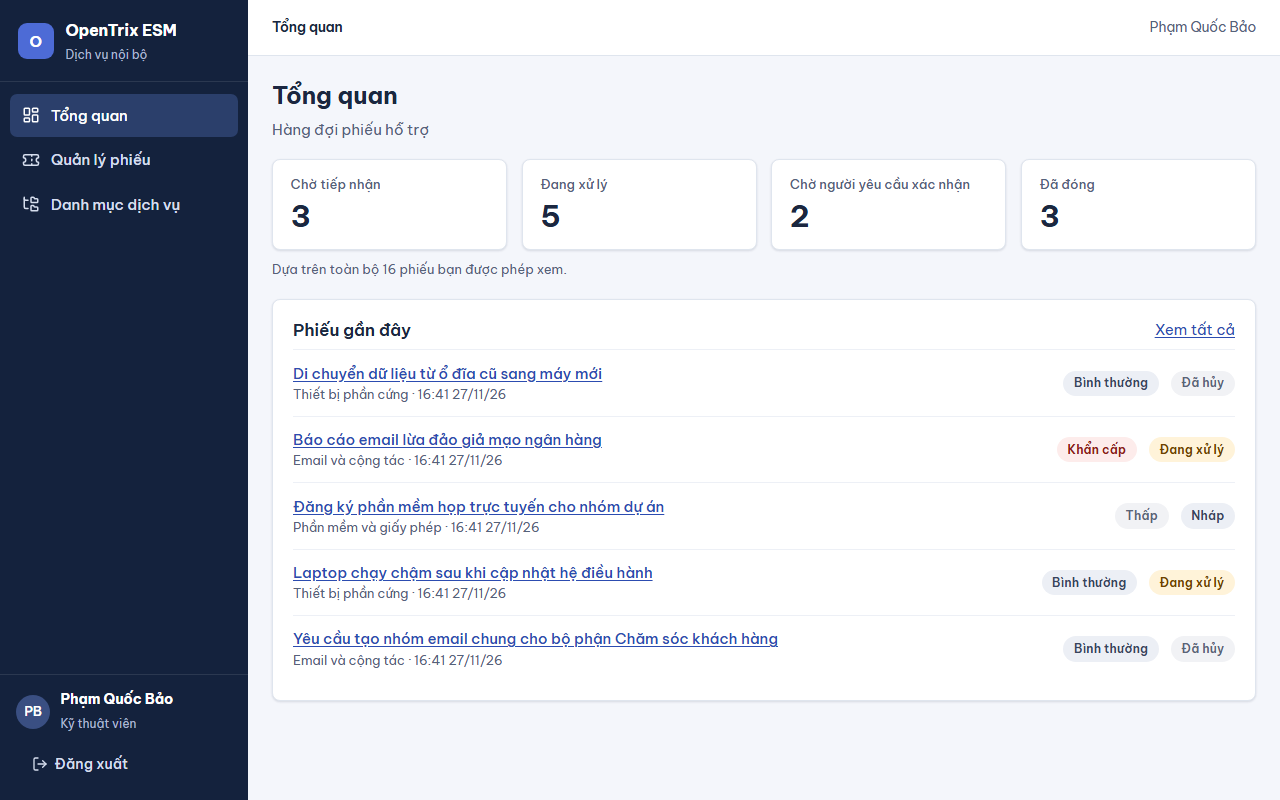 O
OpenTrix ESM
Dịch vụ nội bộ
Tổng quan
Quản lý phiếu
Danh mục dịch vụ
PB
Phạm Quốc Bảo
Kỹ thuật viên
Đăng xuất
Tổng quan
Phạm Quốc Bảo
Tổng quan
Hàng đợi phiếu hỗ trợ
Chờ tiếp nhận
3
Đang xử lý
5
Chờ người yêu cầu xác nhận
2
Đã đóng
3
Dựa trên toàn bộ 16 phiếu bạn được phép xem.
Phiếu gần đây
Xem tất cả
Di chuyển dữ liệu từ ổ đĩa cũ sang máy mới
Thiết bị phần cứng · 16:41 27/11/26
Bình thường
Đã hủy
Báo cáo email lừa đảo giả mạo ngân hàng
Email và cộng tác · 16:41 27/11/26
Khẩn cấp
Đang xử lý
Đăng ký phần mềm họp trực tuyến cho nhóm dự án
Phần mềm và giấy phép · 16:41 27/11/26
Thấp
Nháp
Laptop chạy chậm sau khi cập nhật hệ điều hành
Thiết bị phần cứng · 16:41 27/11/26
Bình thường
Đang xử lý
Yêu cầu tạo nhóm email chung cho bộ phận Chăm sóc khách hàng
Email và cộng tác · 16:41 27/11/26
Bình thường
Đã hủy